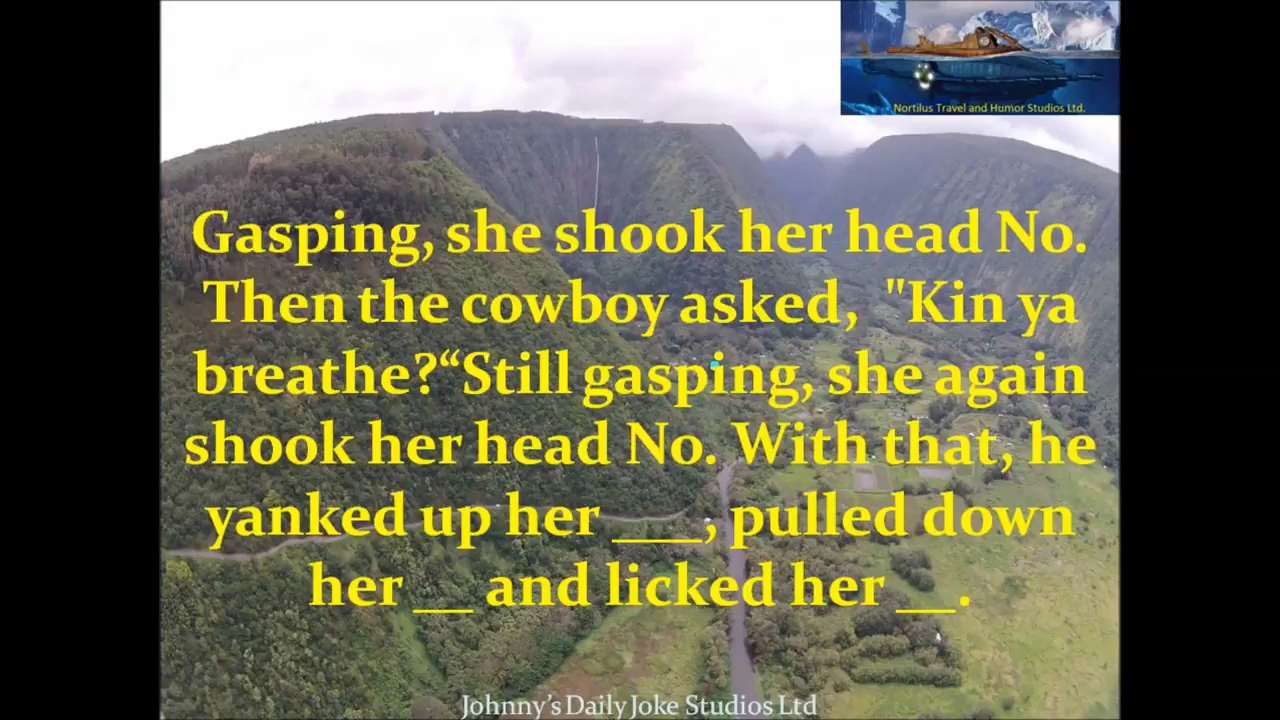 Nortilus Travel and Humor Studios Ltd.
Gasping, she shook her head No.
Then the cowboy asked, "Kin ya
breathe?“Still gasping, she again
shook her head No. With that, he
yanked up her ___, pulled down
her __ and licked her __.
Johnny’s Daily Joke Studios Ltd